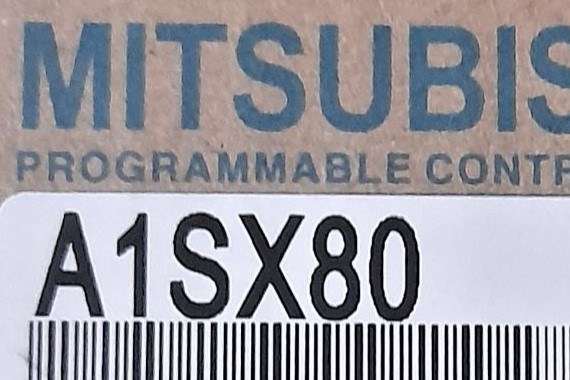 MITSUBIS
PROGRAMMABLE CONTR
A1SX80